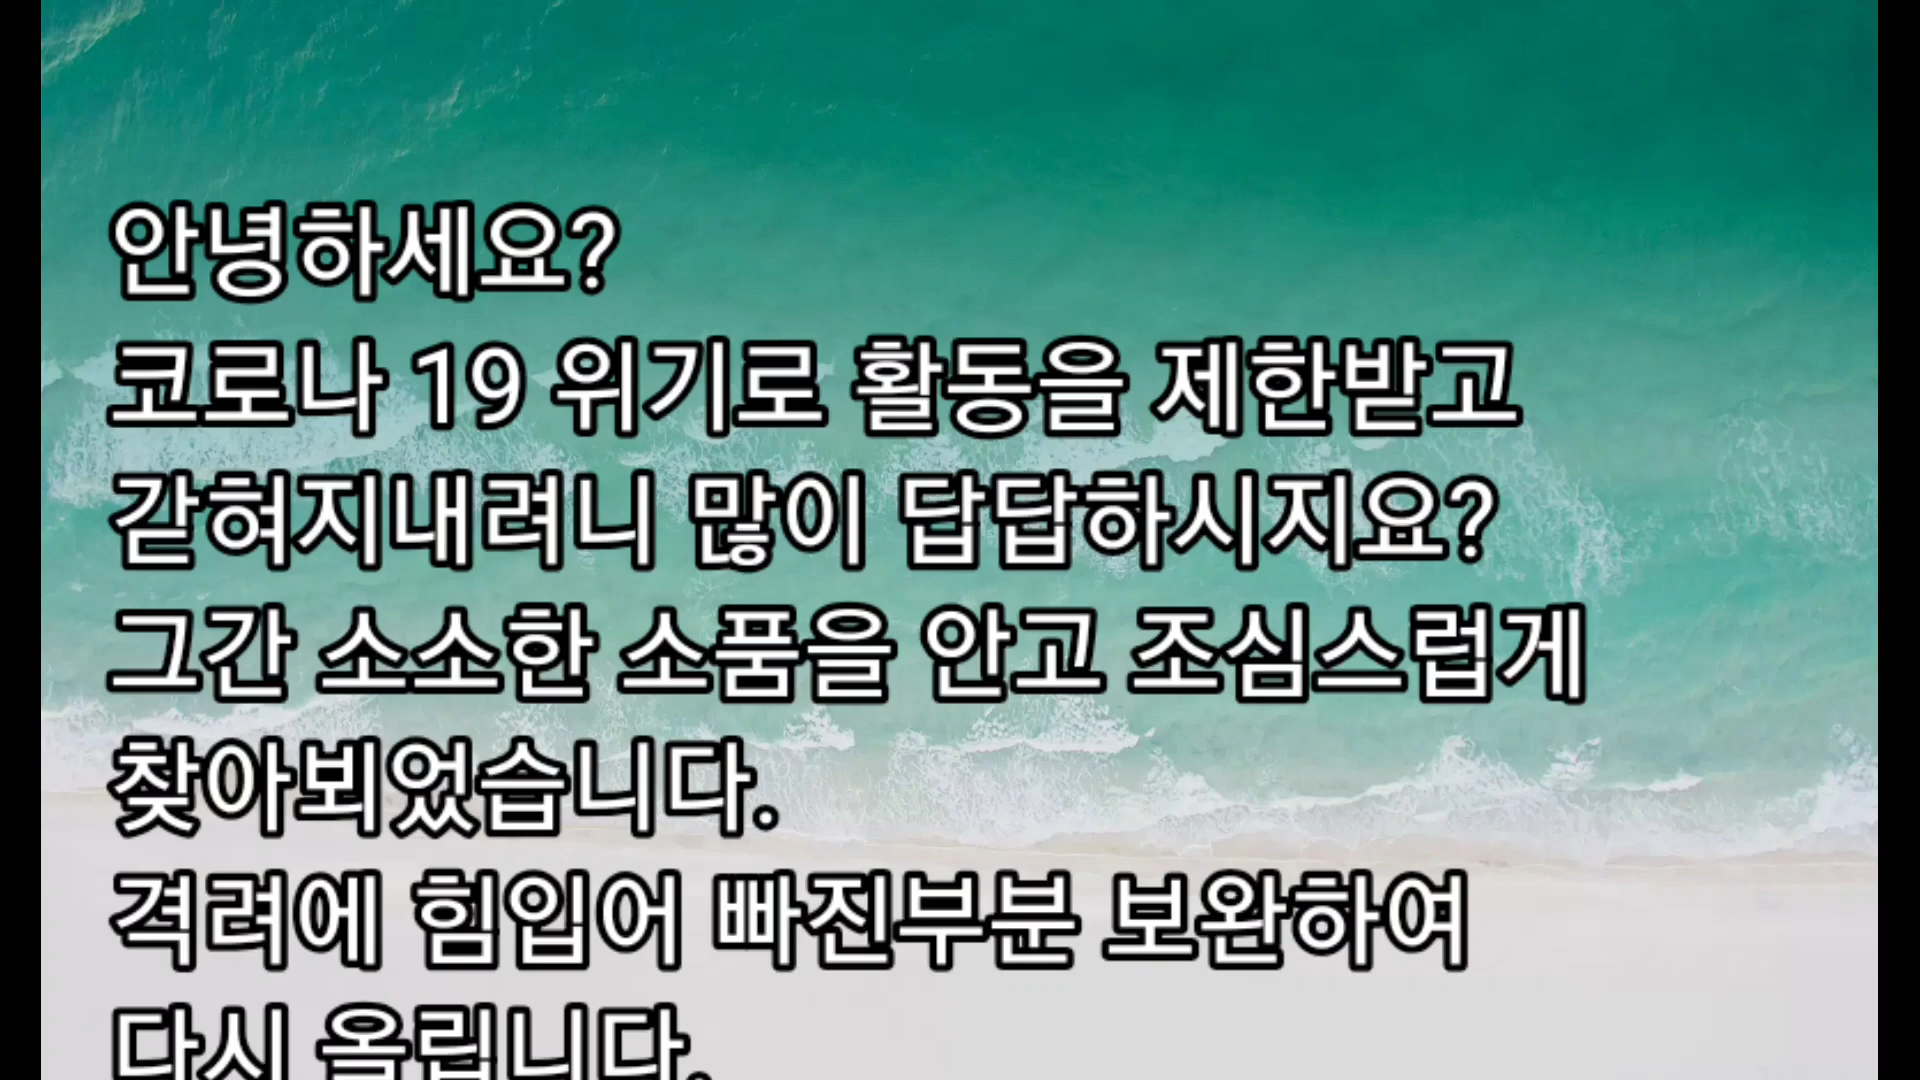 안녕하세요?
코로나 19 위기로 활동을 제한받고
갇혀지내려니 많이 답답하시지요?
그간 소소한 소품을 안고 조심스럽게
찾아뵈었습니다.
격려에 힘입어 빠진부분 보완하여
다시 올립니다.